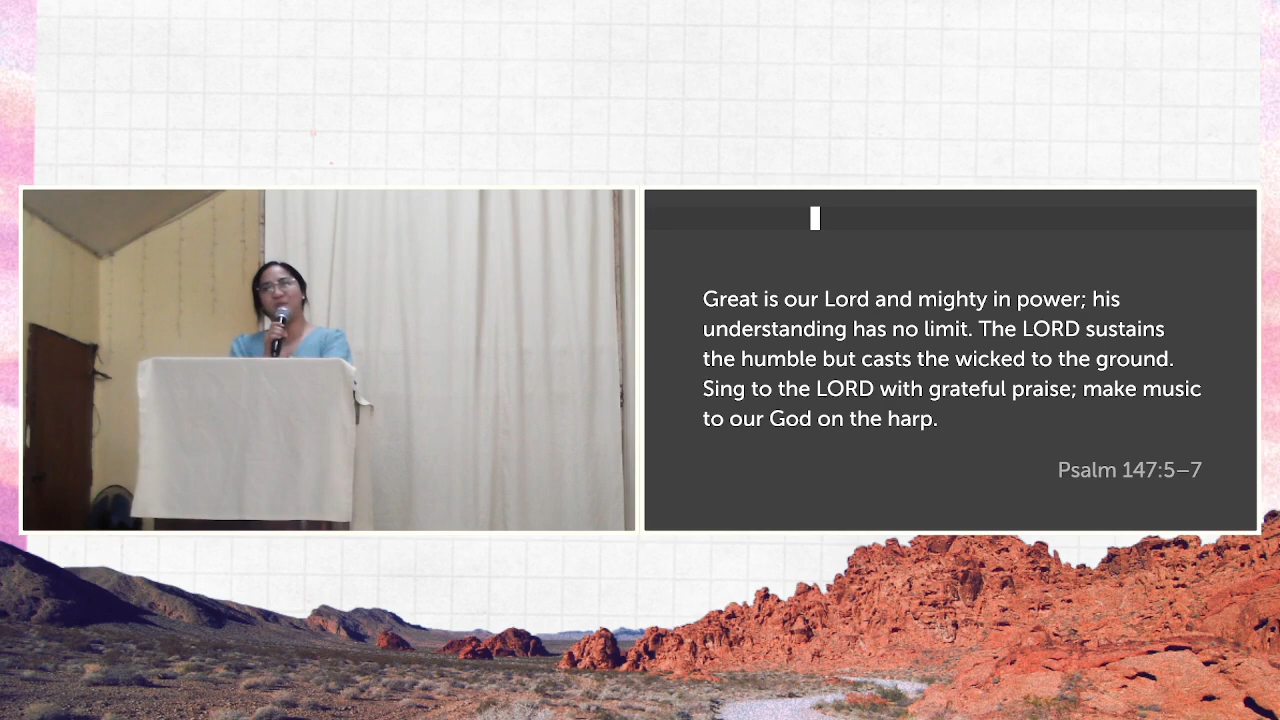 Great is our Lord and mighty in power; his
understanding has no limit. The LORD sustains
the humble but casts the wicked to the ground.
Sing to the LORD with grateful praise; make music
to our God on the harp.
Psalm 147:5–7